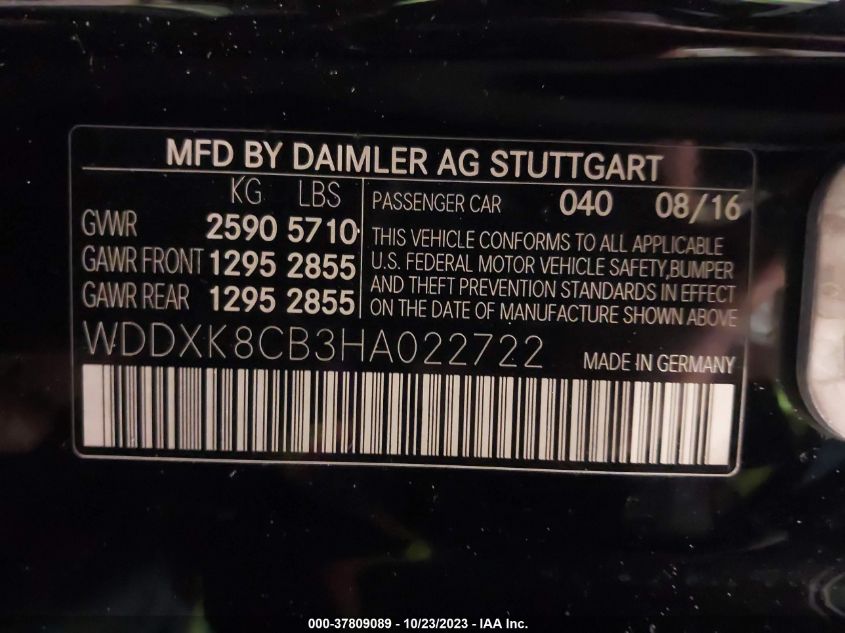 MFD BY DAIMLER AG STUTTGART
KG LBS
GVWR 2590 5710
GAWR FRONT 1295 2855
GAWR REAR 1295 2855
PASSENGER CAR 040 08/16
THIS VEHICLE CONFORMS TO ALL APPLICABLE
U.S. FEDERAL MOTOR VEHICLE SAFETY,BUMPER
AND THEFT PREVENTION STANDARDS IN EFFECT
ON THE DATE OF MANUFACTURE SHOWN ABOVE
WDDXK8CB3HA022722 MADE IN GERMANY
000-37809089 - 10/23/2023 - IAA Inc.